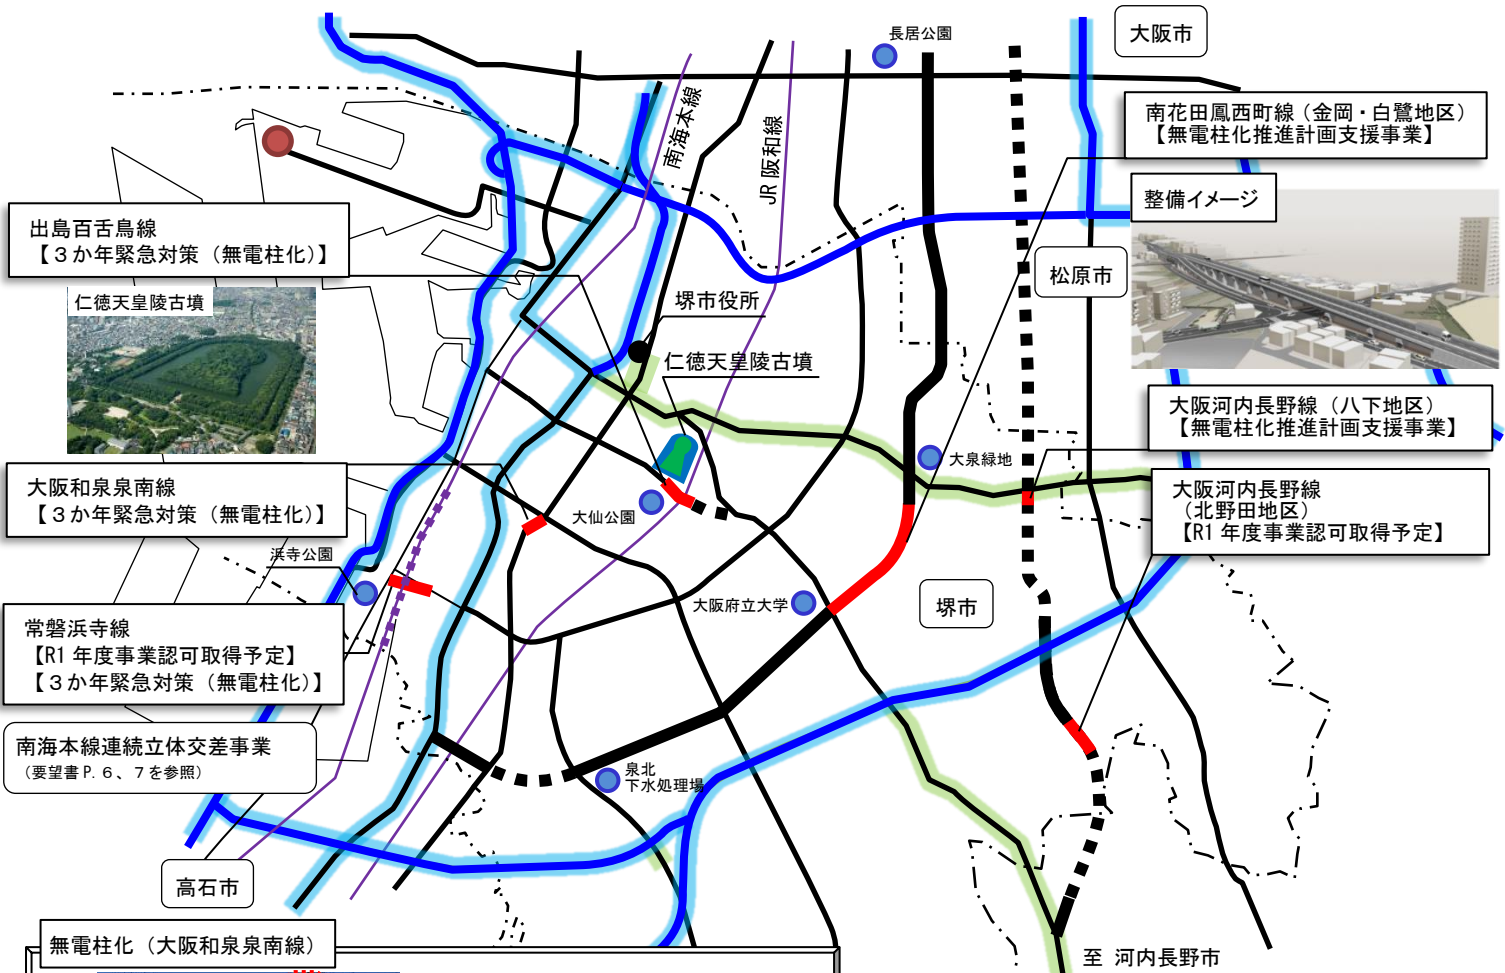 長居公園
大阪市
南海本線
JR 阪和線
南花田鳳西町線（金岡・白鷺地区）
【無電柱化推進計画支援事業】
整備イメージ
出島百舌鳥線
【３か年緊急対策（無電柱化）】
松原市
仁徳天皇陵古墳
堺市役所
仁徳天皇陵古墳
大阪河内長野線（八下地区）
【無電柱化推進計画支援事業】
大泉緑地
大阪和泉泉南線
【３か年緊急対策（無電柱化）】
大仙公園
大阪河内長野線
（北野田地区）
【R1 年度事業認可取得予定】
浜寺公園
大阪府立大学
堺市
常磐浜寺線
【R1 年度事業認可取得予定】
【３か年緊急対策（無電柱化）】
南海本線連続立体交差事業
（要望書 P. 6、7 を参照）
泉北
下水処理場
高石市
無電柱化（大阪和泉泉南線）
至 河内長野市